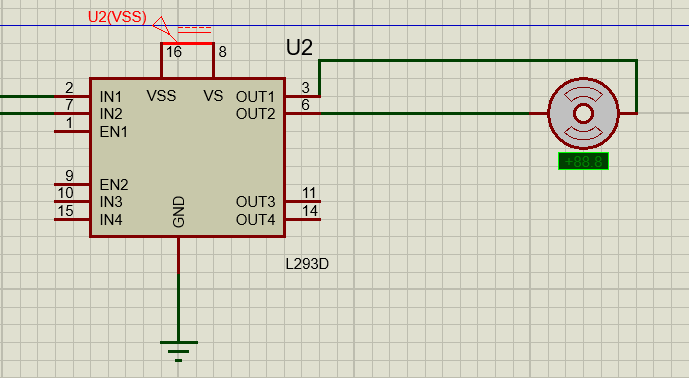 U2(VSS)
16 8 U2
2 IN1 VSS VS OUT1 3
7 IN2 OUT2 6
1 EN1
+88.8
9 EN2
10 IN3 GND OUT3 11
15 IN4 OUT4 14
L293D